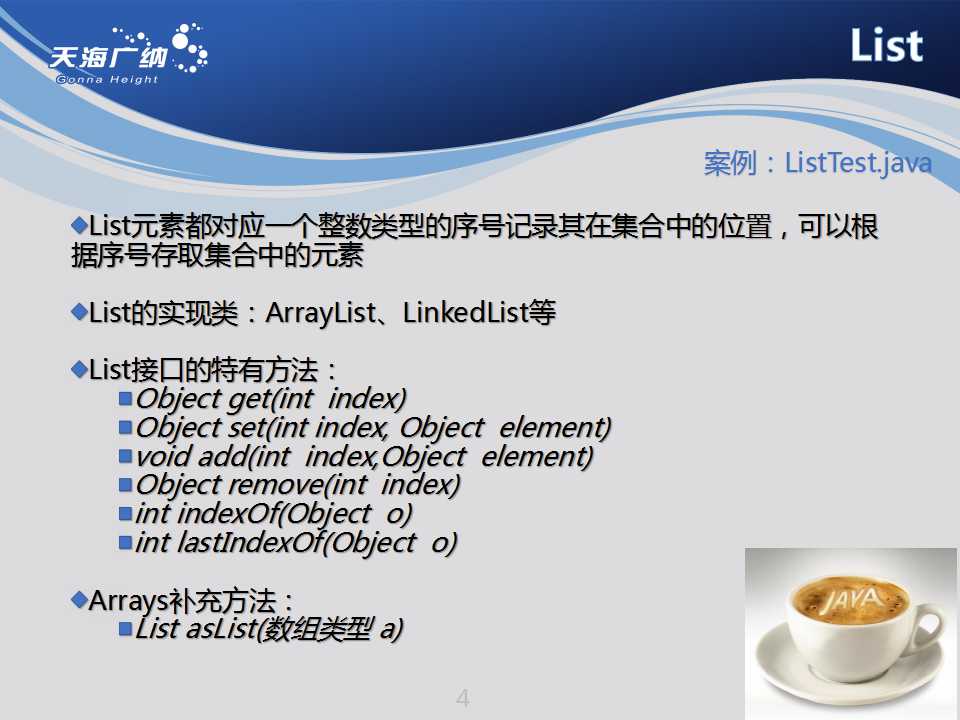 天海广纳
Gonna Height
List
案例：ListTest.java
List元素都对应一个整数类型的序号记录其在集合中的位置，可以根
据序号存取集合中的元素
List的实现类：ArrayList、LinkedList等
List接口的特有方法：
Object get(int  index)
Object set(int index, Object  element)
void add(int  index,Object  element)
Object remove(int  index)
int indexOf(Object  o)
int lastIndexOf(Object  o)
Arrays补充方法：
List asList(数组类型 a)
JAVA
4